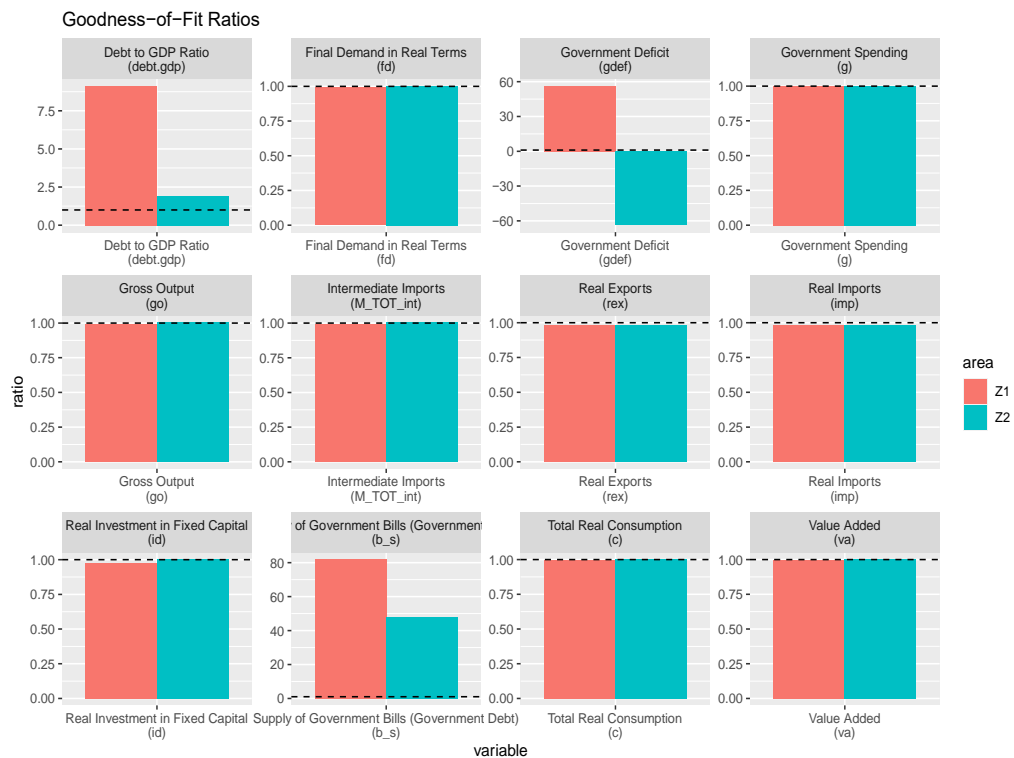 Goodness−of−Fit Ratios
Debt to GDP Ratio
(debt.gdp)
Final Demand in Real Terms
(fd)
Government Deficit
(gdef)
Government Spending
(g)
7.5
5.0
2.5
0.0
1.00
0.75
0.50
0.25
0.00
60
30
0
−30
−60
1.00
0.75
0.50
0.25
0.00
Debt to GDP Ratio
(debt.gdp)
Final Demand in Real Terms
(fd)
Government Deficit
(gdef)
Government Spending
(g)
Gross Output
(go)
Intermediate Imports
(M_TOT_int)
Real Exports
(rex)
Real Imports
(imp)
1.00
0.75
0.50
0.25
0.00
1.00
0.75
0.50
0.25
0.00
1.00
0.75
0.50
0.25
0.00
1.00
0.75
0.50
0.25
0.00
Gross Output
(go)
Intermediate Imports
(M_TOT_int)
Real Exports
(rex)
Real Imports
(imp)
Real Investment in Fixed Capital
(id)
y of Government Bills (Government
(b_s)
Total Real Consumption
(c)
Value Added
(va)
1.00
0.75
0.50
0.25
0.00
80
60
40
20
0
1.00
0.75
0.50
0.25
0.00
1.00
0.75
0.50
0.25
0.00
Real Investment in Fixed Capital
(id)
Supply of Government Bills (Government Debt)
(b_s)
Total Real Consumption
(c)
Value Added
(va)
variable
ratio
area
Z1
Z2